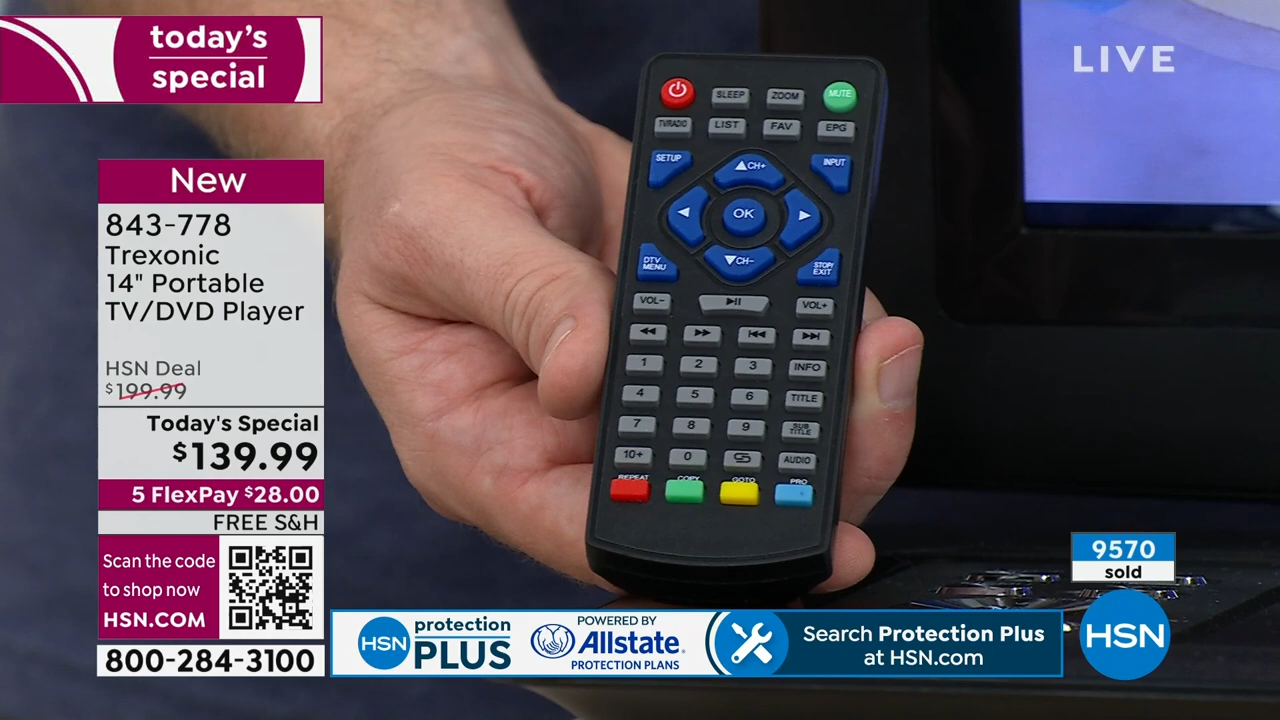 today's
special
LIVE
New
843-778
Trexonic
14" Portable
TV/DVD Player
HSN Deal
$199.99
Today's Special
$139.99
5 FlexPay $28.00
FREE S&H
Scan the code
to shop now
HSN.COM
800-284-3100
SLEEP ZOOM MUTE
TV/RADIO LIST FAV EPG
SETUP CH+ INPUT
OK
DTV MENU CH- STOP/EXIT
VOL- VOL+
1 2 3 INFO
4 5 6 TITLE
7 8 9 SUB TITLE
10+ 0 AUDIO
REPEAT COPY GOTO PRO
9570
sold
HSN
HSN protection PLUS
POWERED BY
Allstate
PROTECTION PLANS
Search Protection Plus
at HSN.com